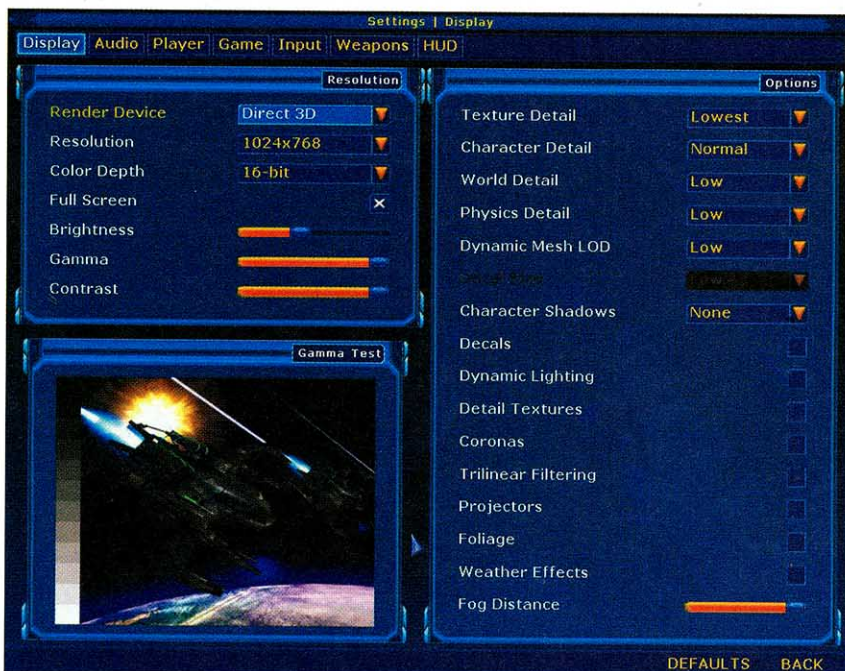 Settings | Display
Display Audio Player Game Input Weapons HUD
Resolution
Render Device Direct 3D
Resolution 1024x768
Color Depth 16-bit
Full Screen
Brightness
Gamma
Contrast
Gamma Test
Options
Texture Detail Lowest
Character Detail Normal
World Detail Low
Physics Detail Low
Dynamic Mesh LOD Low
Character Shadows None
Decals
Dynamic Lighting
Detail Textures
Coronas
Trilinear Filtering
Projectors
Foliage
Weather Effects
Fog Distance
DEFAULTS BACK